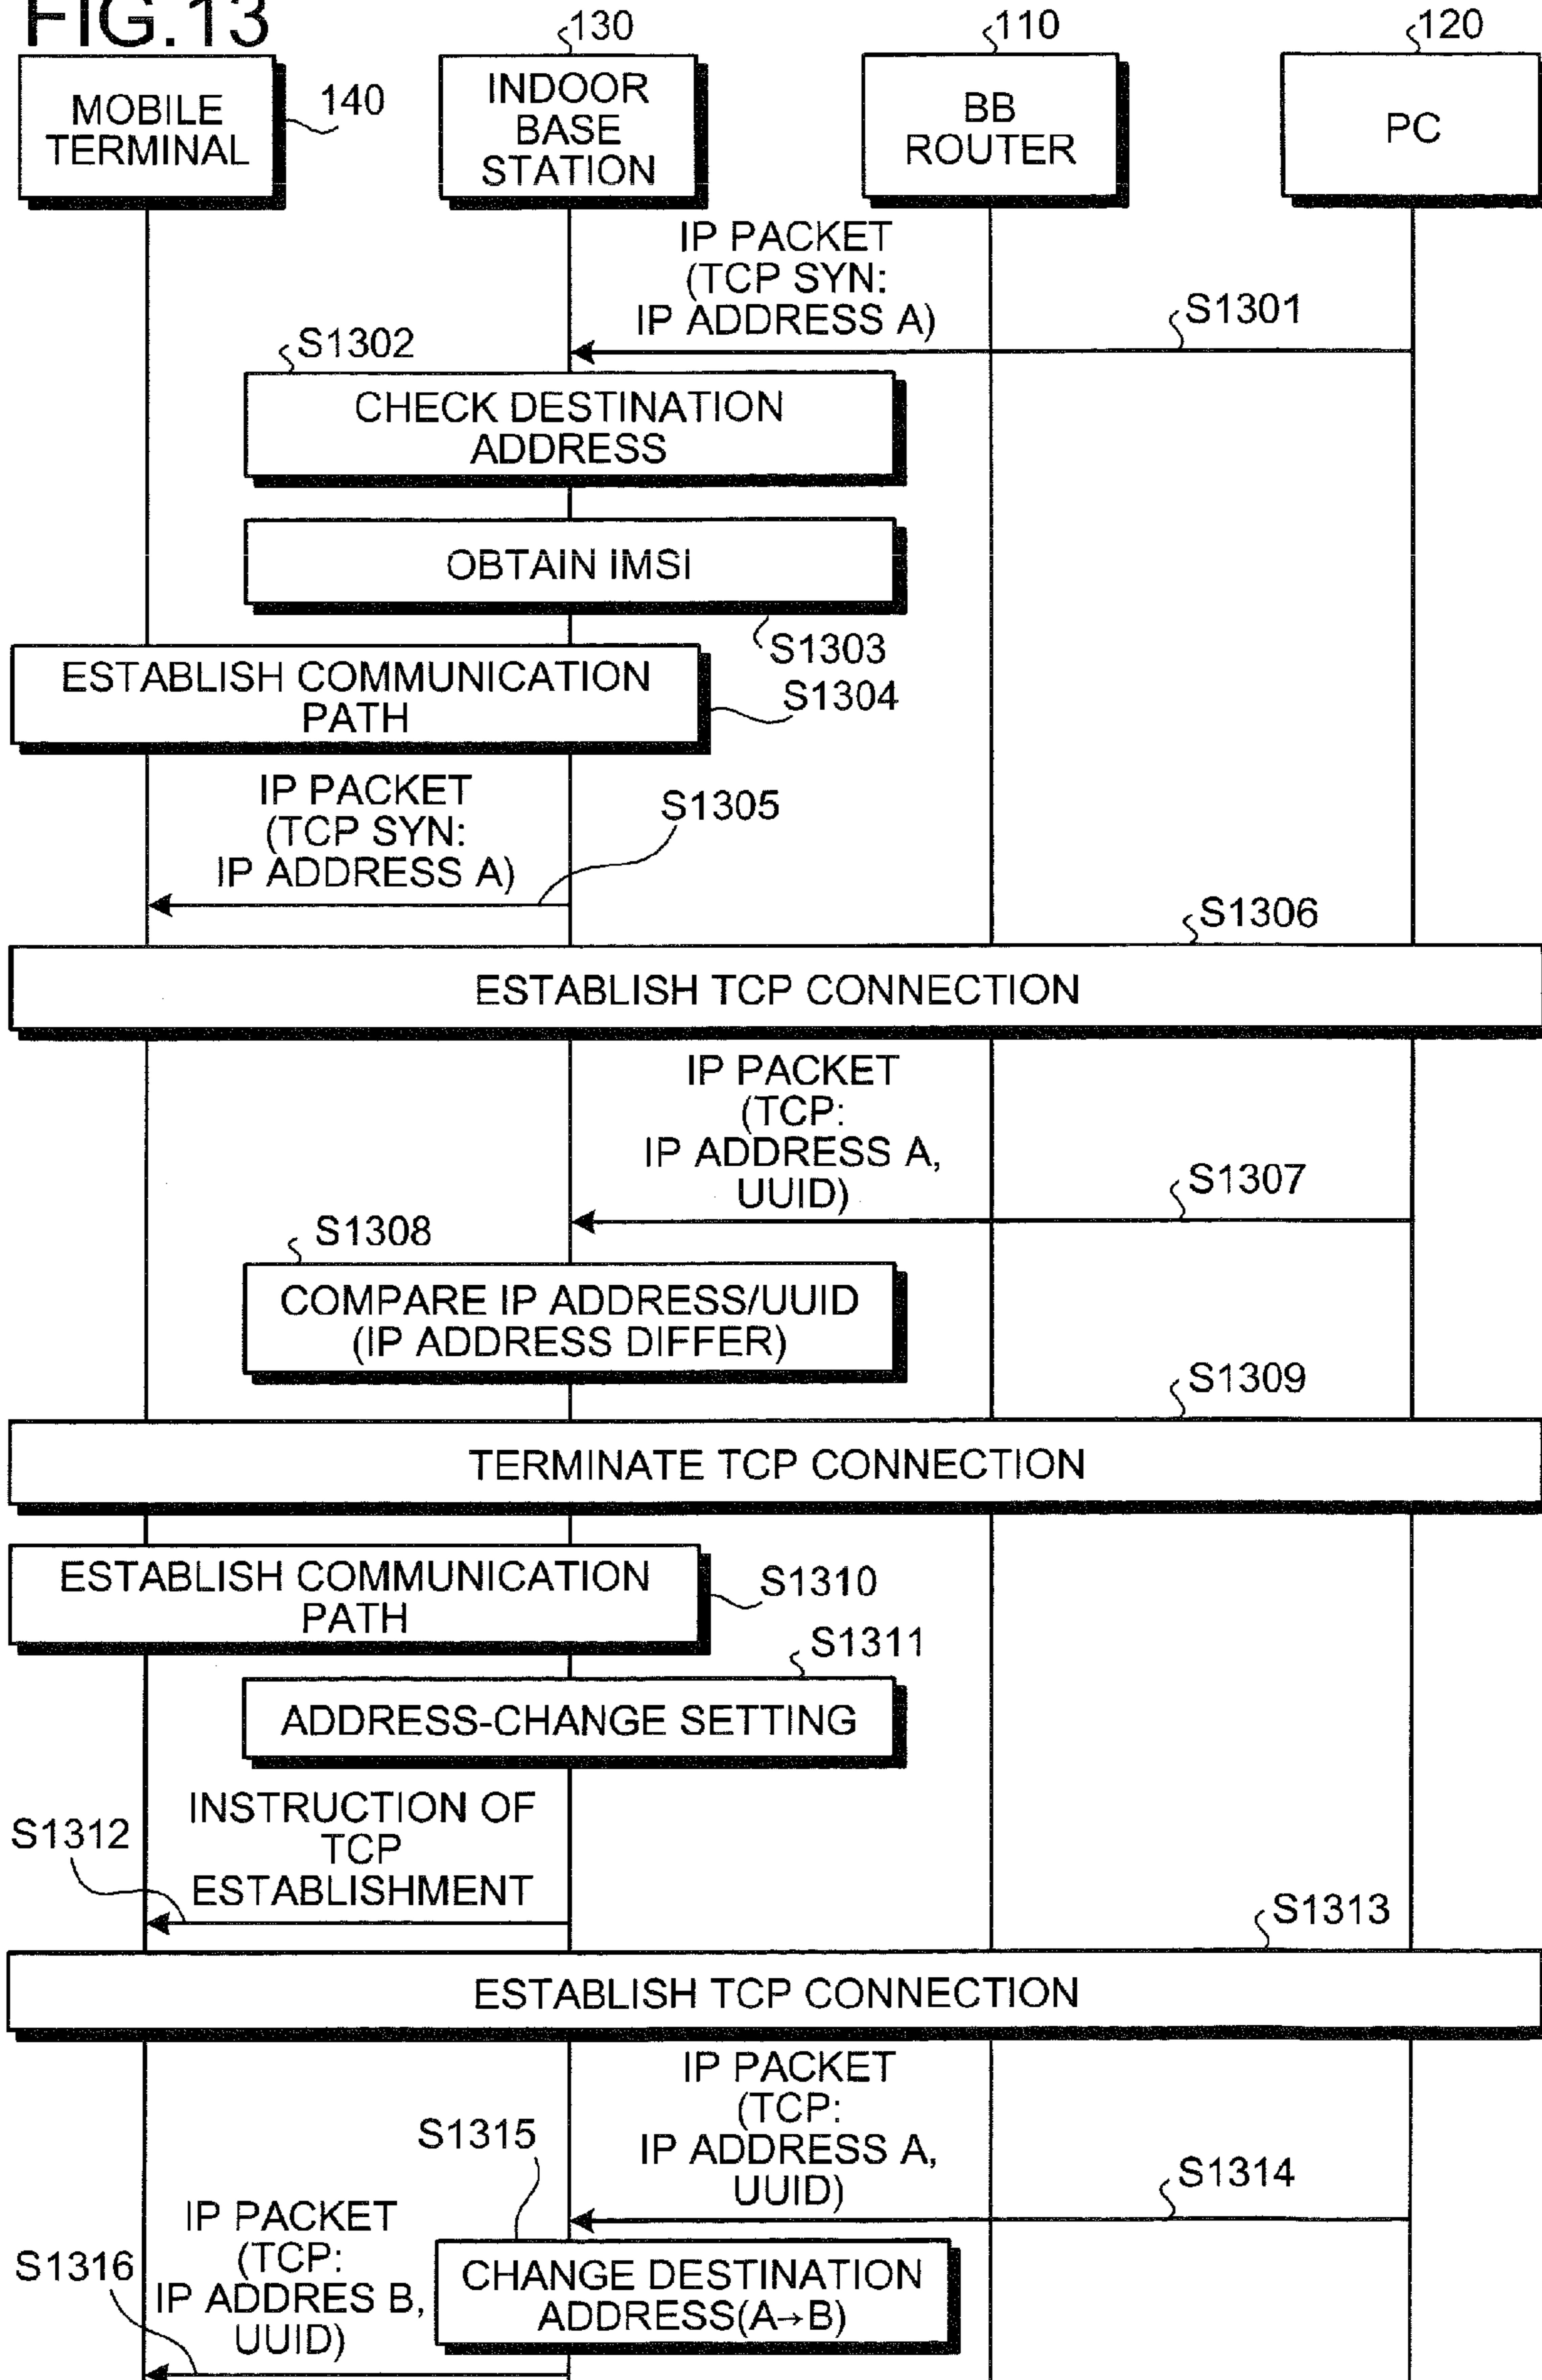 FIG.13
130
110
120
MOBILE
TERMINAL
140
INDOOR
BASE
STATION
BB
ROUTER
PC
IP PACKET
(TCP SYN:
IP ADDRESS A)
S1301
S1302
CHECK DESTINATION
ADDRESS
OBTAIN IMSI
S1303
ESTABLISH COMMUNICATION
PATH
S1304
IP PACKET
(TCP SYN:
IP ADDRESS A)
S1305
S1306
ESTABLISH TCP CONNECTION
IP PACKET
(TCP:
IP ADDRESS A,
UUID)
S1307
S1308
COMPARE IP ADDRESS/UUID
(IP ADDRESS DIFFER)
S1309
TERMINATE TCP CONNECTION
ESTABLISH COMMUNICATION
PATH
S1310
S1311
ADDRESS-CHANGE SETTING
INSTRUCTION OF
TCP
ESTABLISHMENT
S1312
S1313
ESTABLISH TCP CONNECTION
IP PACKET
(TCP:
IP ADDRESS A,
UUID)
S1314
S1315
CHANGE DESTINATION
ADDRESS(A→B)
IP PACKET
(TCP:
IP ADDRES B,
UUID)
S1316